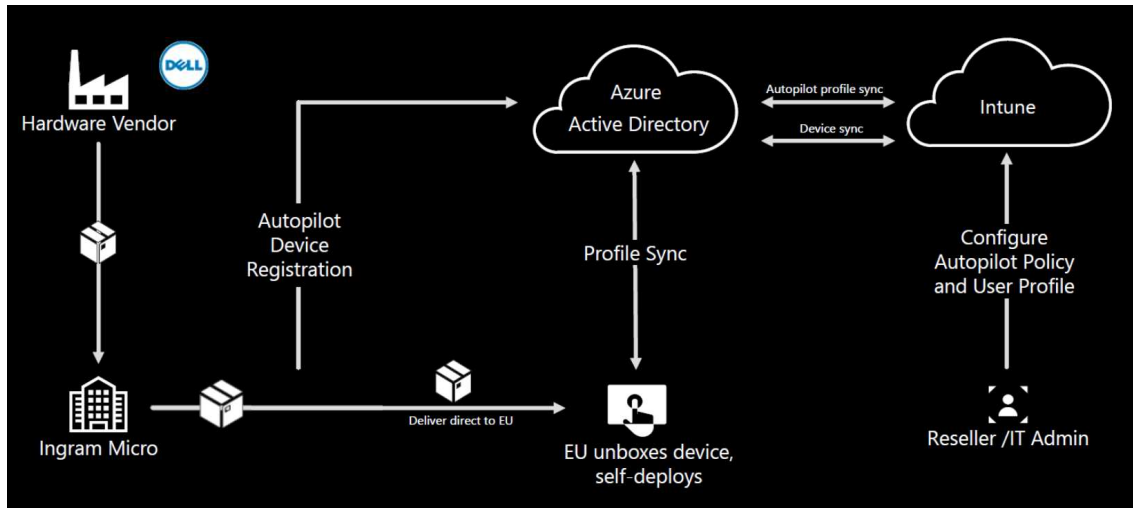 DELL
Hardware Vendor
Azure
Active Directory
Autopilot profile sync
Device sync
Intune
Autopilot
Device
Registration
Profile Sync
Configure
Autopilot Policy
and User Profile
Ingram Micro
Deliver direct to EU
EU unboxes device,
self-deploys
Reseller /IT Admin